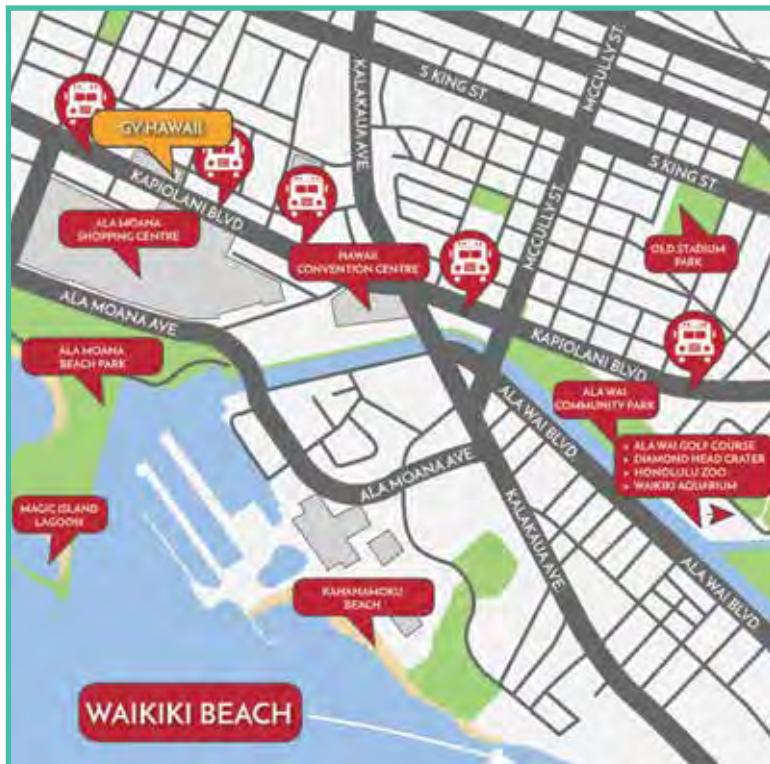 KALAKAUA AVE.
S KING ST.
MCCULLY ST.
GV HAWAII
KAPIOLANI BLVD
S KING ST.
ALA MOANA
SHOPPING CENTRE
HAWAII
CONVENTION CENTRE
MCCULLY ST.
OLD STADIUM
PARK
ALA MOANA AVE
KAPIOLANI BLVD
ALA MOANA
BEACH PARK
ALA WAI BLVD
ALA WAI
COMMUNITY PARK
» ALA WAI GOLF COURSE
» DIAMOND HEAD CRATER
» HONOLULU ZOO
» WAIKIKI AQUARIUM
ALA MOANA AVE
MAGIC ISLAND
LAGOON
KALAKAUA AVE.
ALA WAI BLVD
KAHANAMOKU
BEACH
WAIKIKI BEACH